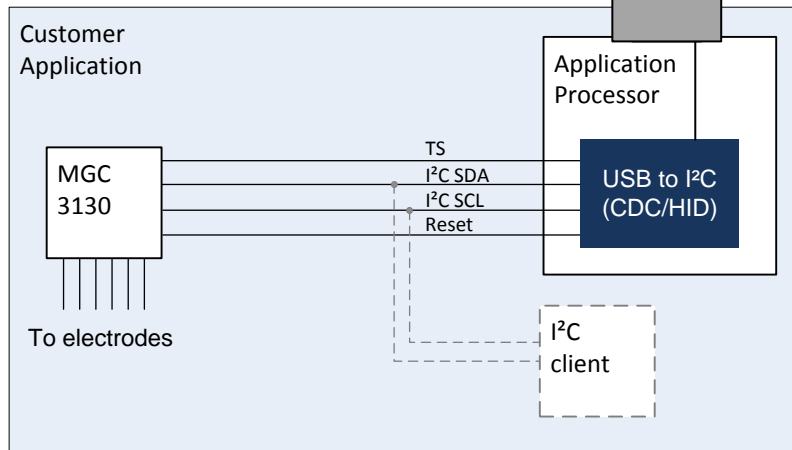 Customer
Application
Application
Processor
MGC
3130
TS
I²C SDA
I²C SCL
Reset
USB to I²C
(CDC/HID)
To electrodes
I²C
client